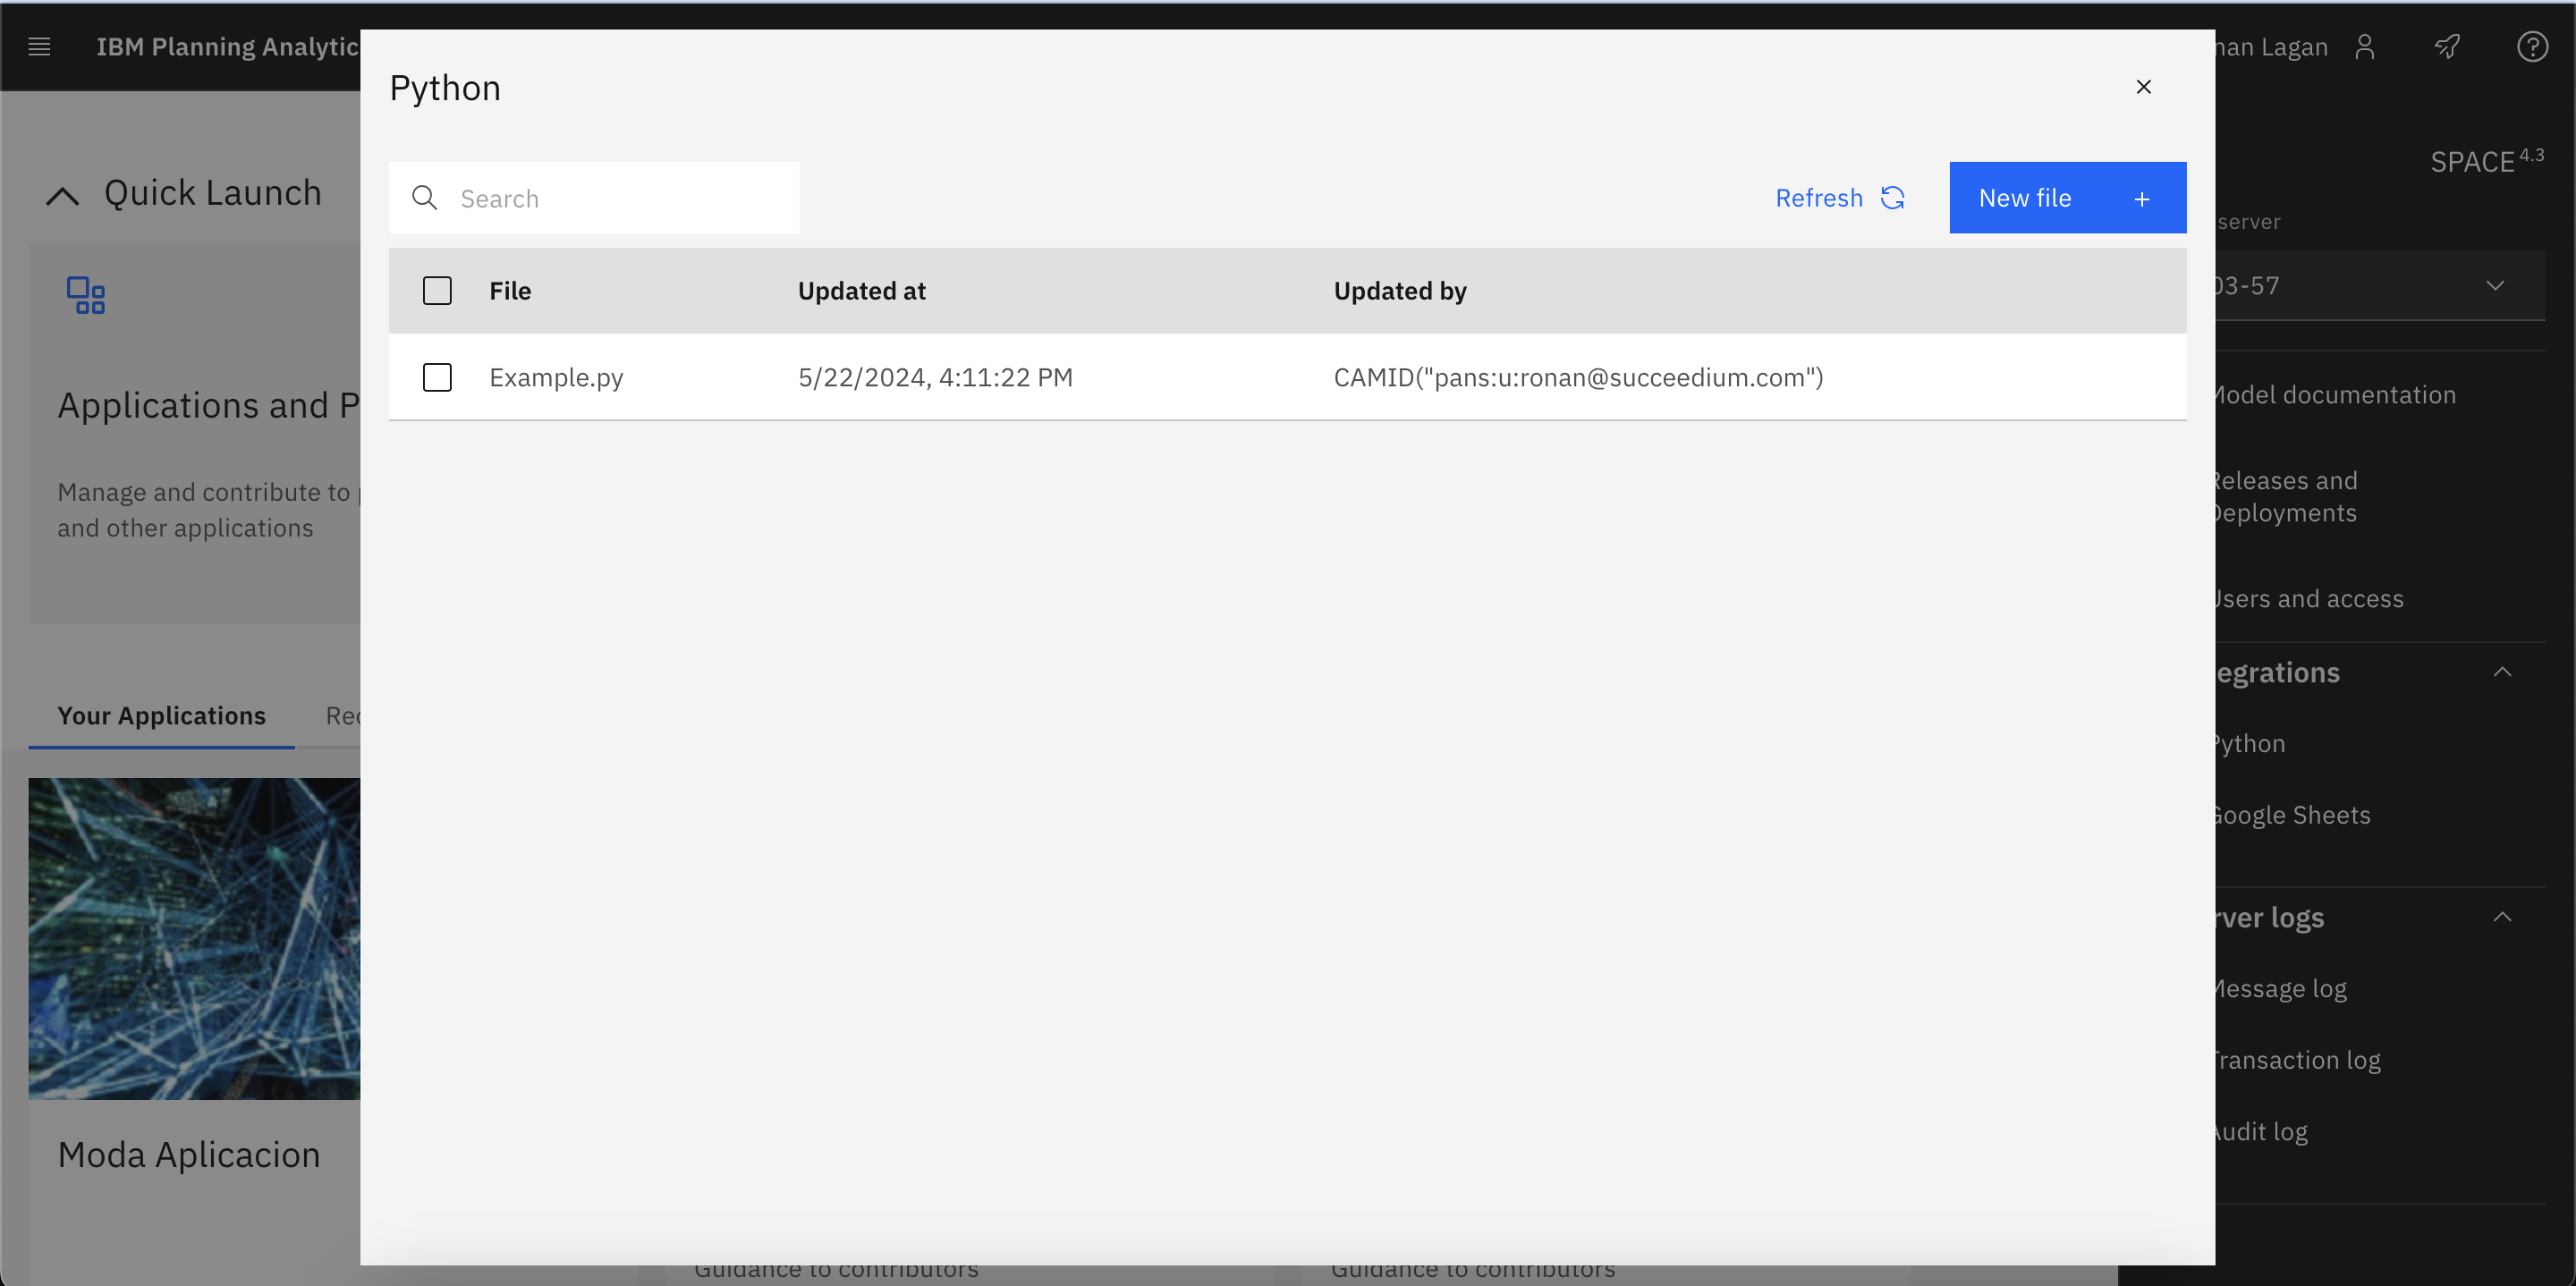 IBM Planning Analytic
Lagan
Python
SPACE 4.3
Quick Launch
Search
Refresh
New file +
server
03-57
File Updated at Updated by
Example.py 5/22/2024, 4:11:22 PM CAMID("pans:u:ronan@succeedium.com")
Applications and P
Manage and contribute to
and other applications
Model documentation
Releases and
Deployments
Users and access
egrations
Python
Google Sheets
Your Applications Rec
rver logs
Message log
Transaction log
Audit log
Moda Aplicacion
Guidance to contributors Guidance to contributors